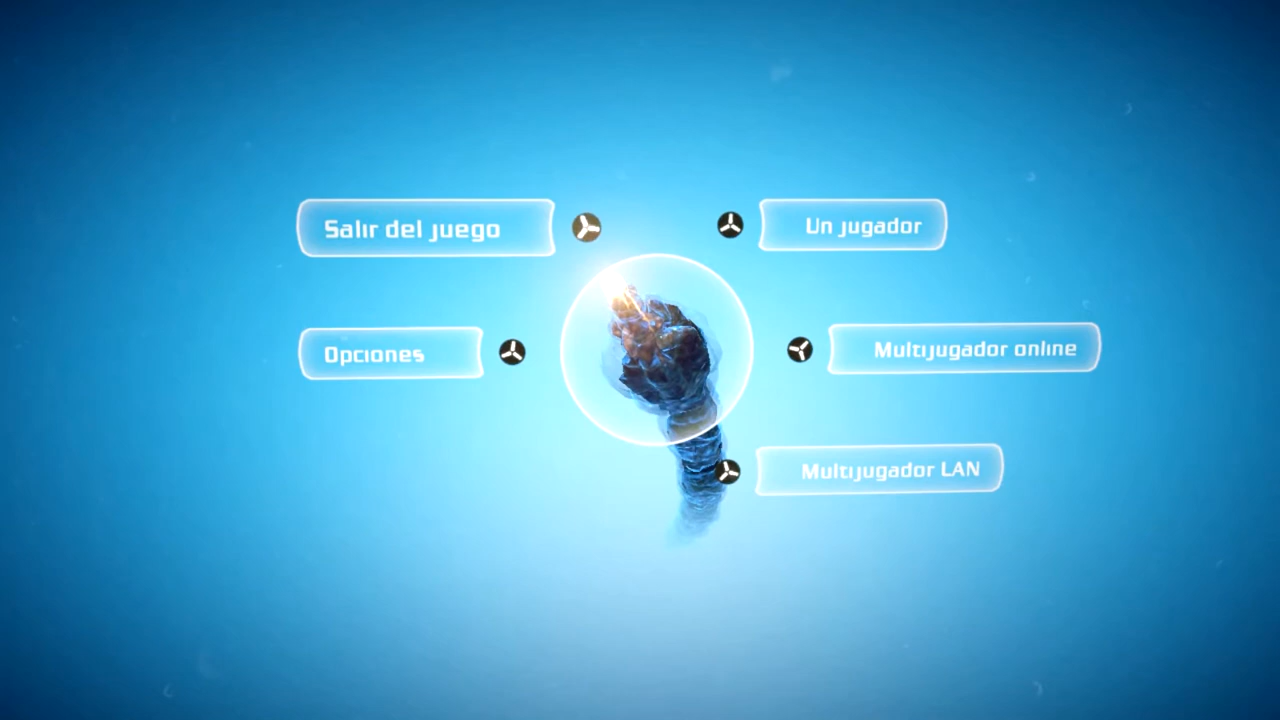 Salir del juego
Un jugador
Opciones
Multijugador online
Multijugador LAN